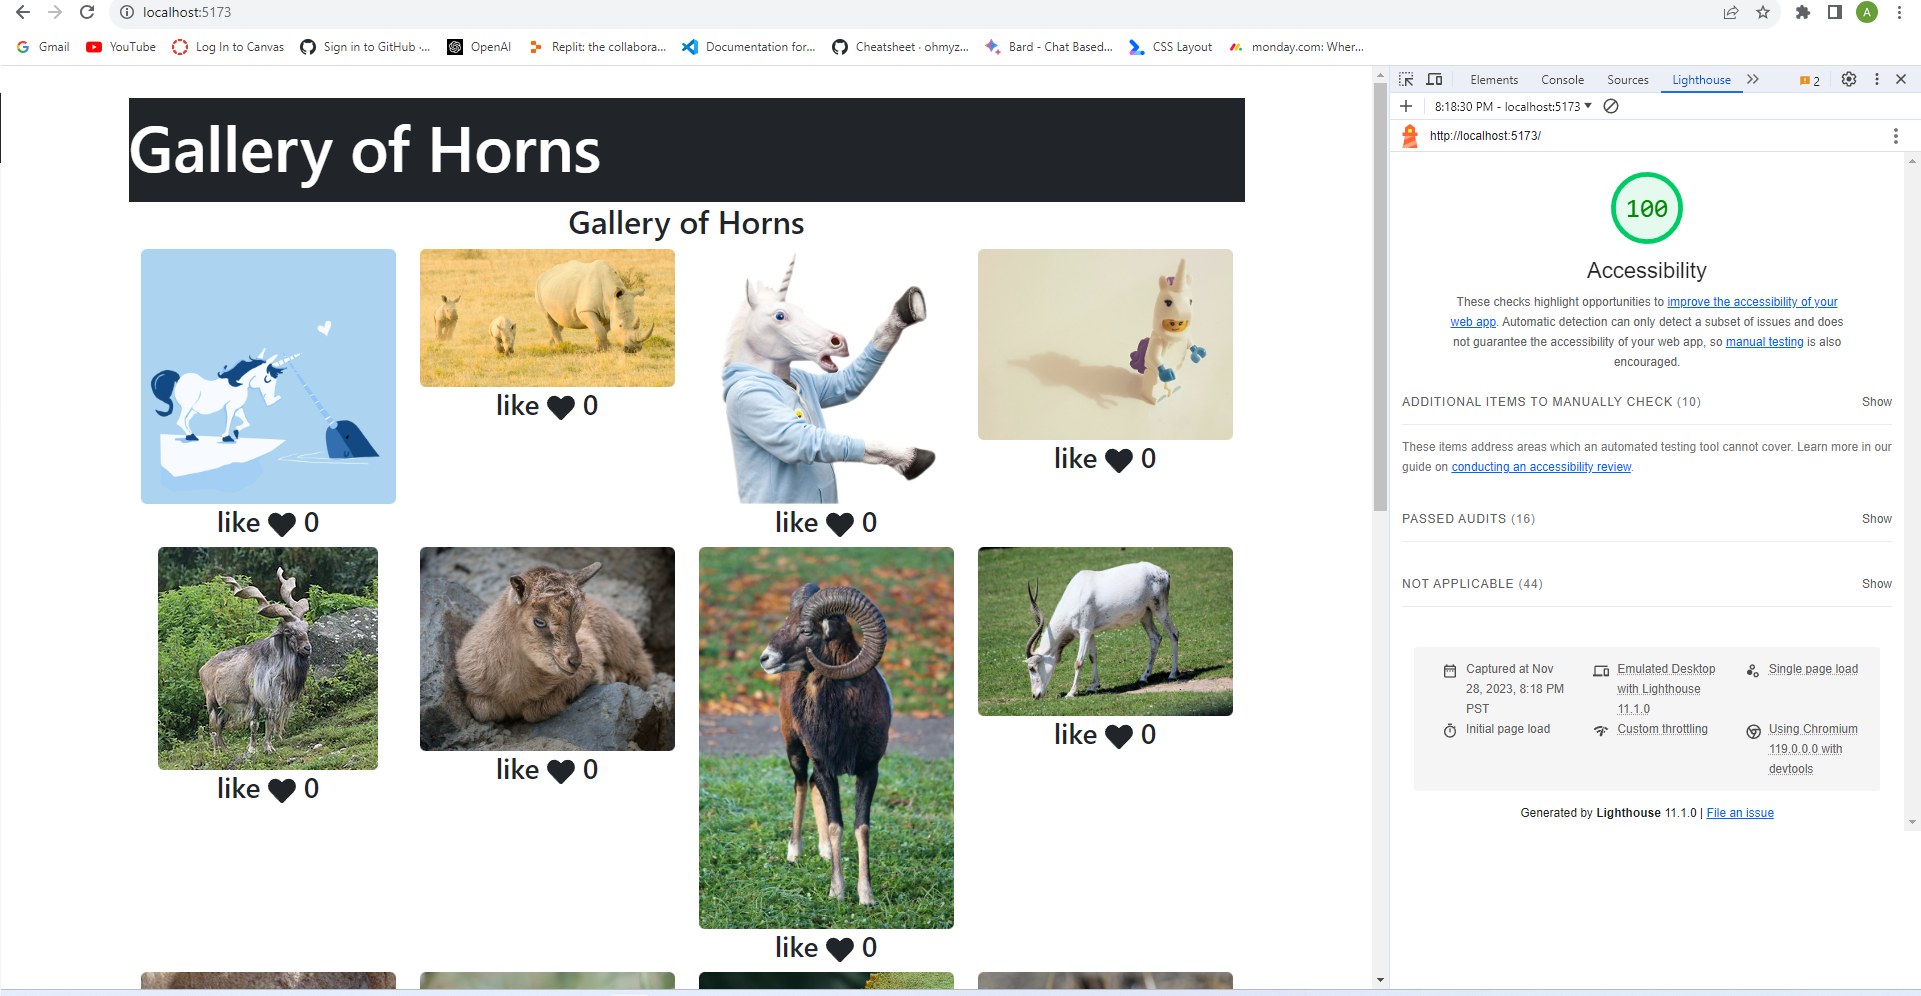 localhost:5173
A
Gmail YouTube Log In to Canvas Sign in to GitHub ·... OpenAI Replit: the collabora... Documentation for... Cheatsheet · ohmyz... Bard - Chat Based... CSS Layout monday.com: Wher...
Elements Console Sources Lighthouse 2
8:18:30 PM - localhost:5173
http://localhost:5173/
Gallery of Horns
Gallery of Horns
like 0
like 0
like 0
like 0
like 0
like 0
like 0
like 0
100
Accessibility
These checks highlight opportunities to improve the accessibility of your
web app. Automatic detection can only detect a subset of issues and does
not guarantee the accessibility of your web app, so manual testing is also
encouraged.
ADDITIONAL ITEMS TO MANUALLY CHECK (10) Show
These items address areas which an automated testing tool cannot cover. Learn more in our
guide on conducting an accessibility review.
PASSED AUDITS (16) Show
NOT APPLICABLE (44) Show
Captured at Nov
28, 2023, 8:18 PM
PST
Emulated Desktop
with Lighthouse
11.1.0
Single page load
Initial page load
Custom throttling
Using Chromium
119.0.0.0 with
devtools
Generated by Lighthouse 11.1.0 | File an issue